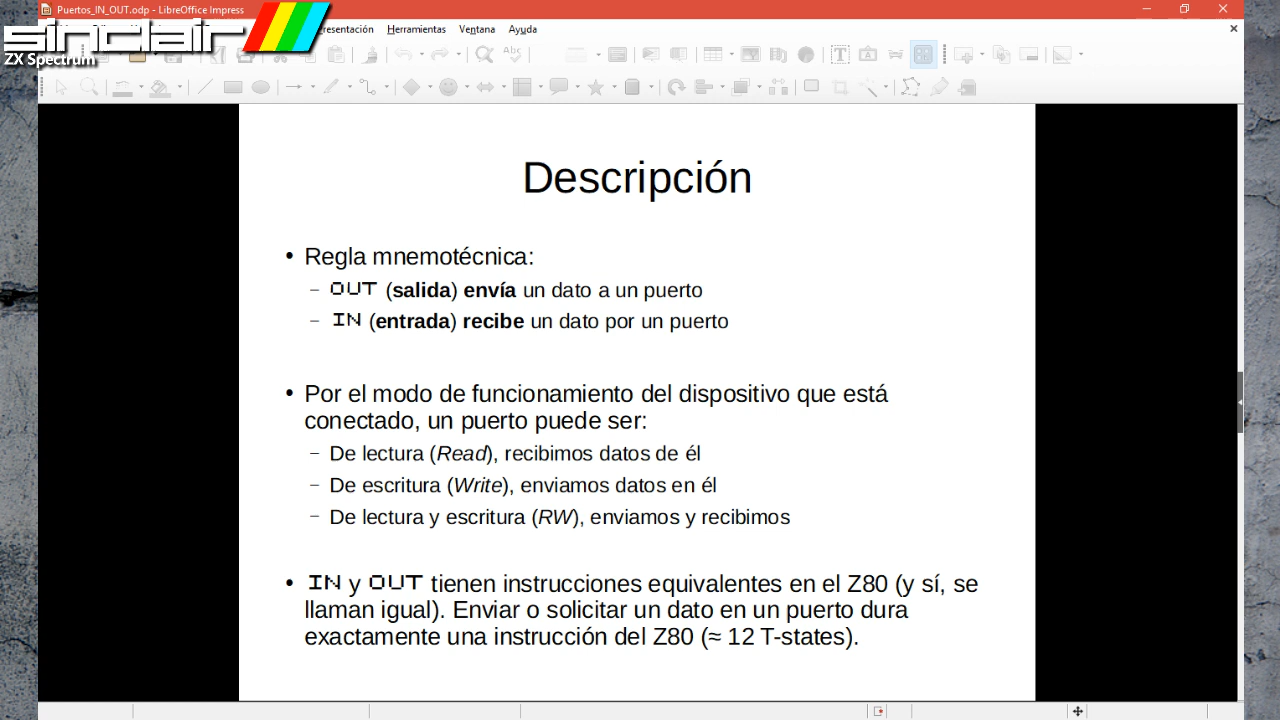 Puertos_IN_OUT.odp - LibreOffice Impress
sinclair
ZX Spectrum
esentación Herramientas Ventana Ayuda
Abc
Descripción
• Regla mnemotécnica:
– OUT (salida) envía un dato a un puerto
– IN (entrada) recibe un dato por un puerto
• Por el modo de funcionamiento del dispositivo que está
conectado, un puerto puede ser:
– De lectura (Read), recibimos datos de él
– De escritura (Write), enviamos datos en él
– De lectura y escritura (RW), enviamos y recibimos
• IN y OUT tienen instrucciones equivalentes en el Z80 (y sí, se
llaman igual). Enviar o solicitar un dato en un puerto dura
exactamente una instrucción del Z80 (≈ 12 T-states).